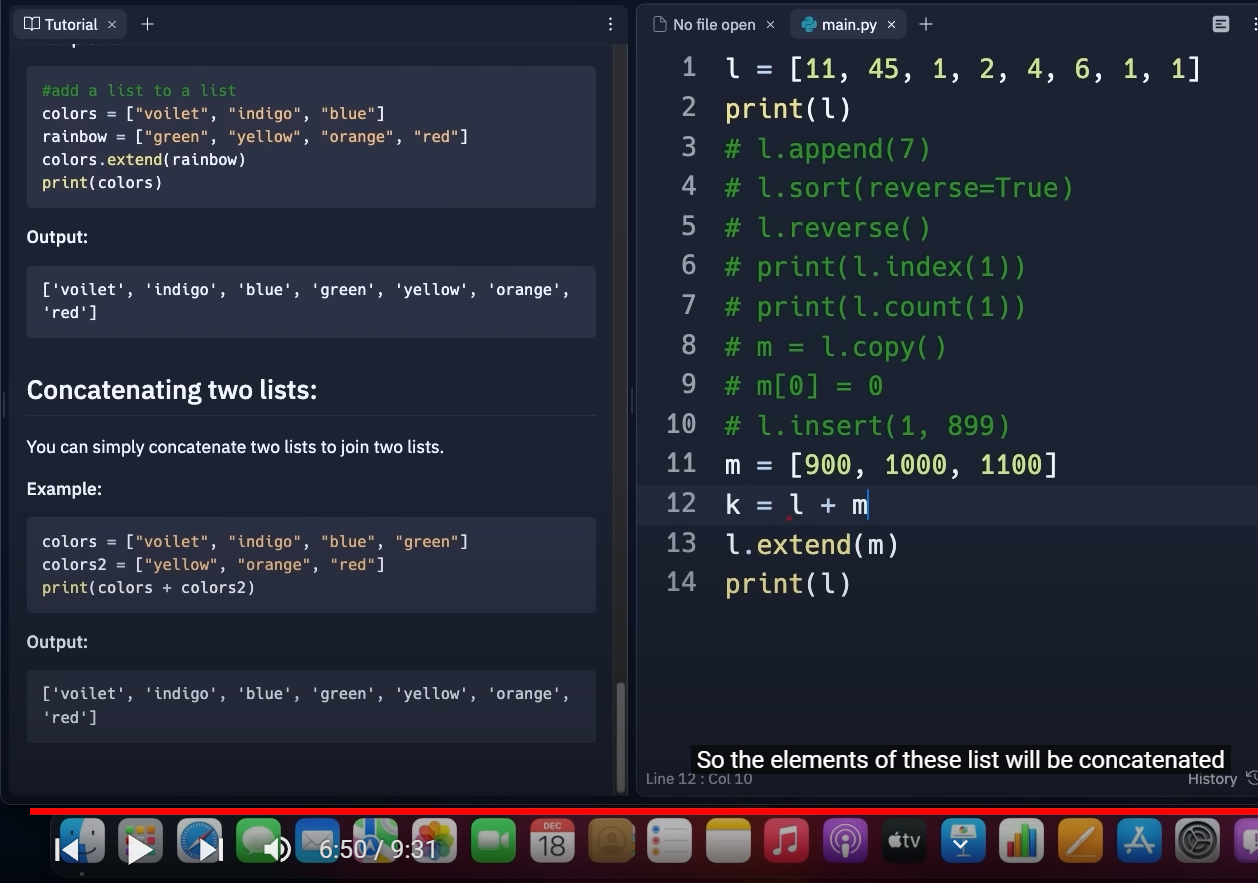 Tutorial
#add a list to a list
colors = ["voilet", "indigo", "blue"]
rainbow = ["green", "yellow", "orange", "red"]
colors.extend(rainbow)
print(colors)
Output:
['voilet', 'indigo', 'blue', 'green', 'yellow', 'orange',
'red']
Concatenating two lists:
You can simply concatenate two lists to join two lists.
Example:
colors = ["voilet", "indigo", "blue", "green"]
colors2 = ["yellow", "orange", "red"]
print(colors + colors2)
Output:
['voilet', 'indigo', 'blue', 'green', 'yellow', 'orange',
'red']
No file open
main.py
1 l = [11, 45, 1, 2, 4, 6, 1, 1]
2 print(l)
3 # l.append(7)
4 # l.sort(reverse=True)
5 # l.reverse()
6 # print(l.index(1))
7 # print(l.count(1))
8 # m = l.copy()
9 # m[0] = 0
10 # l.insert(1, 899)
11 m = [900, 1000, 1100]
12 k = l + m
13 l.extend(m)
14 print(l)
So the elements of these list will be concatenated
Line 12 : Col 10
History
6:50 / 9:31
DEC
18
tv